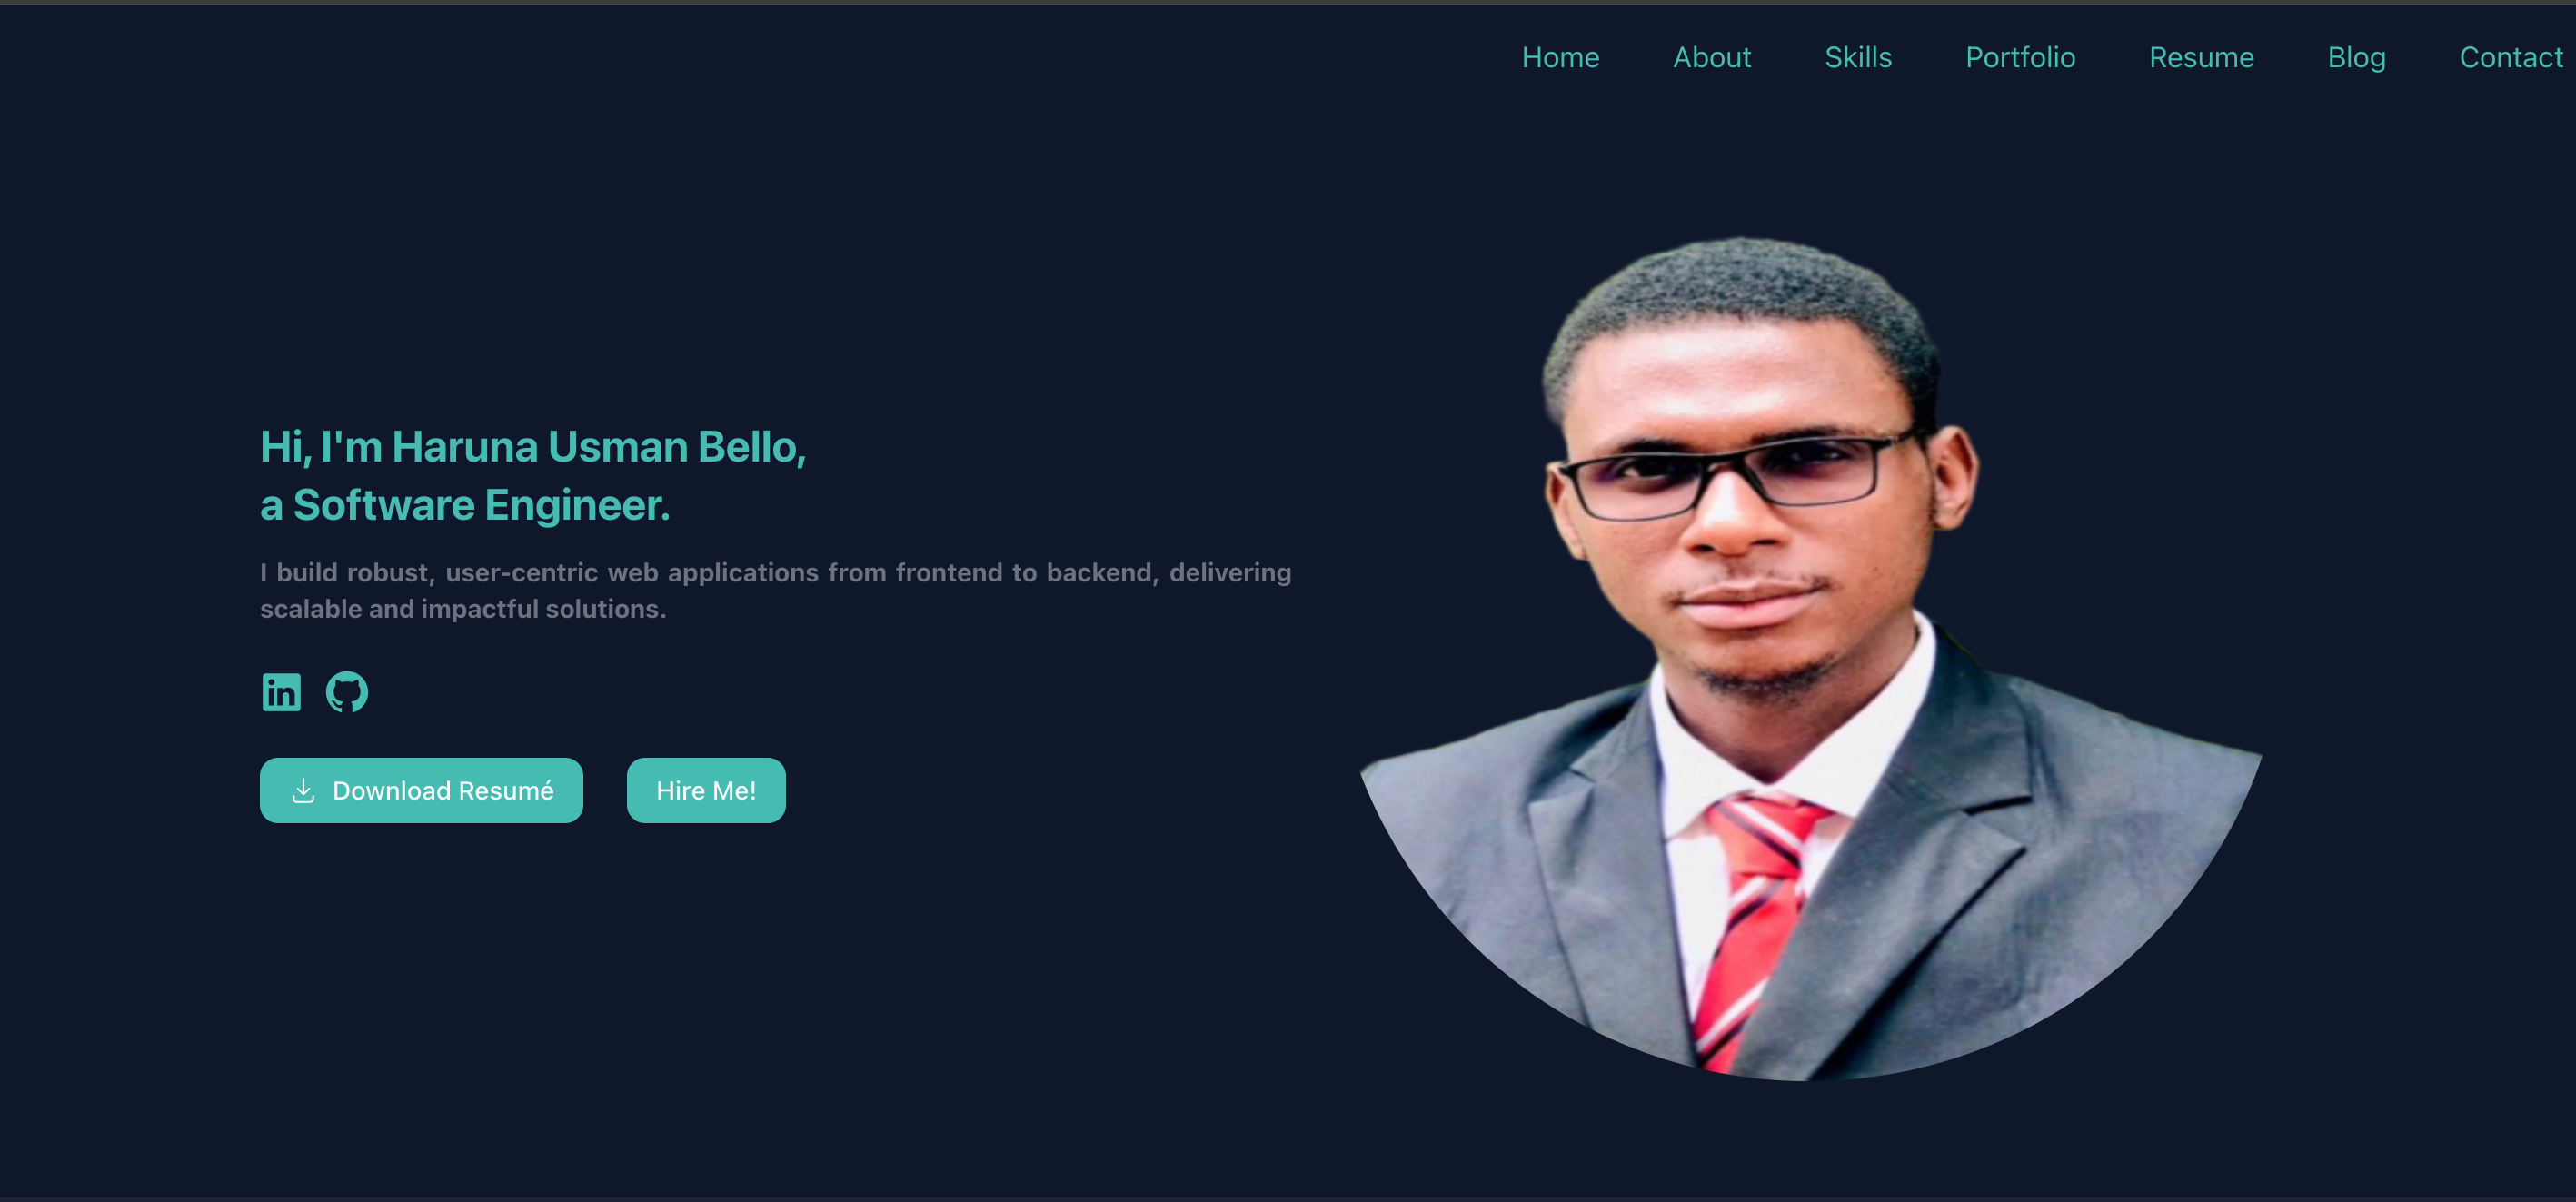 Home About Skills Portfolio Resume Blog Contact
Hi, I'm Haruna Usman Bello,
a Software Engineer.
I build robust, user-centric web applications from frontend to backend, delivering
scalable and impactful solutions.
in
Download Resumé Hire Me!